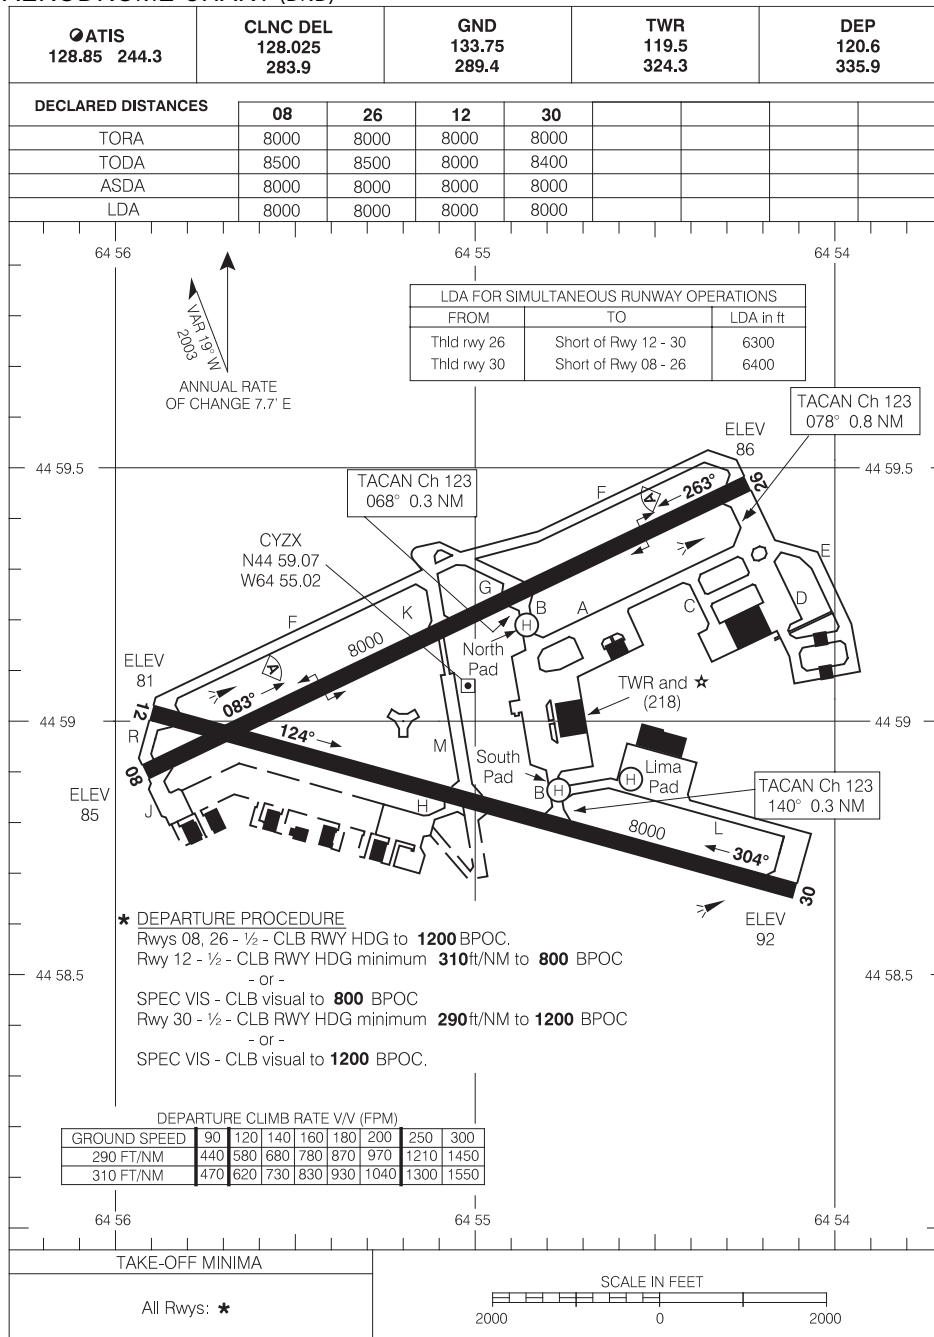 ATIS
128.85 244.3
CLNC DEL
128.025
283.9
GND
133.75
289.4
TWR
119.5
324.3
DEP
120.6
335.9
DECLARED DISTANCES 08 26 12 30
TORA 8000 8000 8000 8000
TODA 8500 8500 8000 8400
ASDA 8000 8000 8000 8000
LDA 8000 8000 8000 8000
64 56 64 55 64 54
VAR 19° W
2003
ANNUAL RATE
OF CHANGE 7.7' E
LDA FOR SIMULTANEOUS RUNWAY OPERATIONS
FROM TO LDA in ft
Thld rwy 26 Short of Rwy 12 - 30 6300
Thld rwy 30 Short of Rwy 08 - 26 6400
TACAN Ch 123
078° 0.8 NM
ELEV
86
44 59.5 44 59.5
TACAN Ch 123
068° 0.3 NM
F
A
263°
26
CYZX
N44 59.07
W64 55.02
E
G
K
B
A
C
D
F
8000
H
North
Pad
ELEV
81
A
083°
TWR and ☆
(218)
12
44 59
R
124°
M
South
Pad
H
Lima
Pad
08
ELEV
85
J
H
B
H
TACAN Ch 123
140° 0.3 NM
8000
L
304°
30
ELEV
92
44 59
* DEPARTURE PROCEDURE
Rwys 08, 26 - ½ - CLB RWY HDG to 1200 BPOC.
Rwy 12 - ½ - CLB RWY HDG minimum 310ft/NM to 800 BPOC
- or -
SPEC VIS - CLB visual to 800 BPOC
Rwy 30 - ½ - CLB RWY HDG minimum 290ft/NM to 1200 BPOC
- or -
SPEC VIS - CLB visual to 1200 BPOC.
44 58.5 44 58.5
DEPARTURE CLIMB RATE V/V (FPM)
GROUND SPEED 90 120 140 160 180 200 250 300
290 FT/NM 440 580 680 780 870 970 1210 1450
310 FT/NM 470 620 730 830 930 1040 1300 1550
64 56 64 55 64 54
TAKE-OFF MINIMA
All Rwys: *
SCALE IN FEET
2000 0 2000